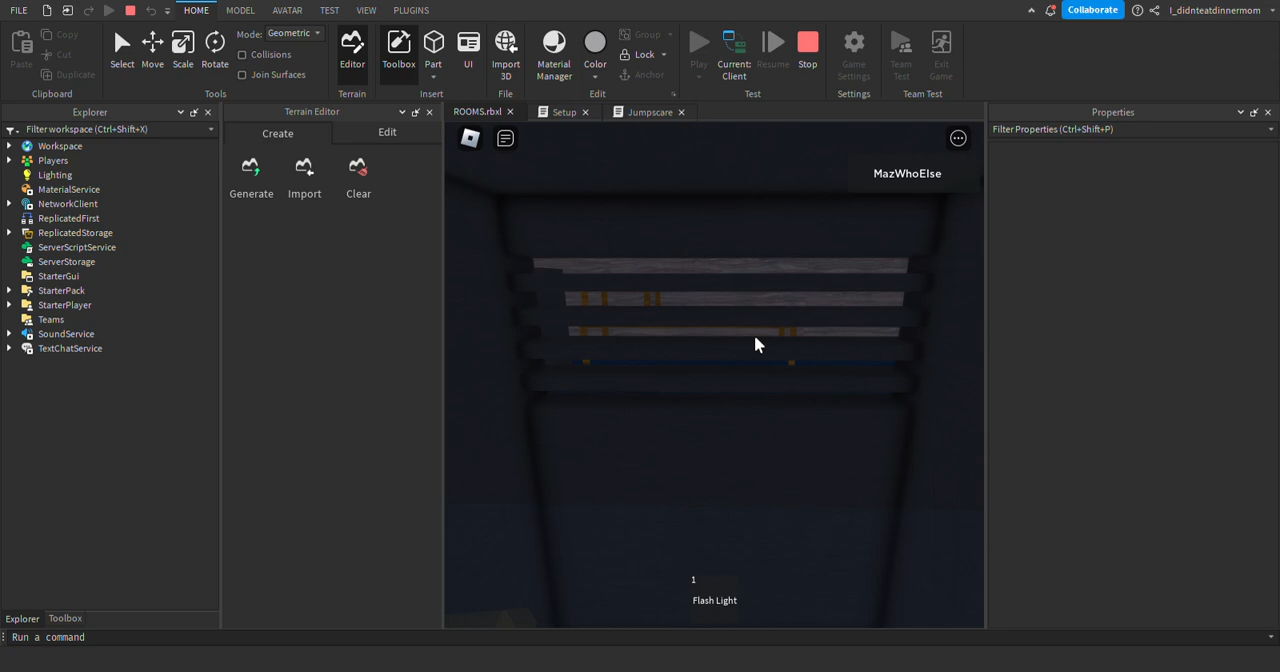 FILE HOME MODEL AVATAR TEST VIEW PLUGINS Collaborate I_didnteatdinnermom
Paste Copy Cut Duplicate
Clipboard
Select Move Scale Rotate
Mode: Geometric
Collisions
Join Surfaces
Tools
Editor
Terrain
Toolbox Part UI
Insert
Import
3D
File
Material
Manager
Color
Group
Lock
Anchor
Edit
Play Current:
Client
Resume Stop
Test
Game
Settings
Settings
Team
Test
Exit
Game
Team Test
Explorer
Filter workspace (Ctrl+Shift+X)
Workspace
Players
Lighting
MaterialService
NetworkClient
ReplicatedFirst
ReplicatedStorage
ServerScriptService
ServerStorage
StarterGui
StarterPack
StarterPlayer
Teams
SoundService
TextChatService
Explorer Toolbox
Terrain Editor
Create Edit
Generate Import Clear
ROOMS.rbxl Setup Jumpscare
MazWhoElse
1
Flash Light
Properties
Filter Properties (Ctrl+Shift+P)
Run a command